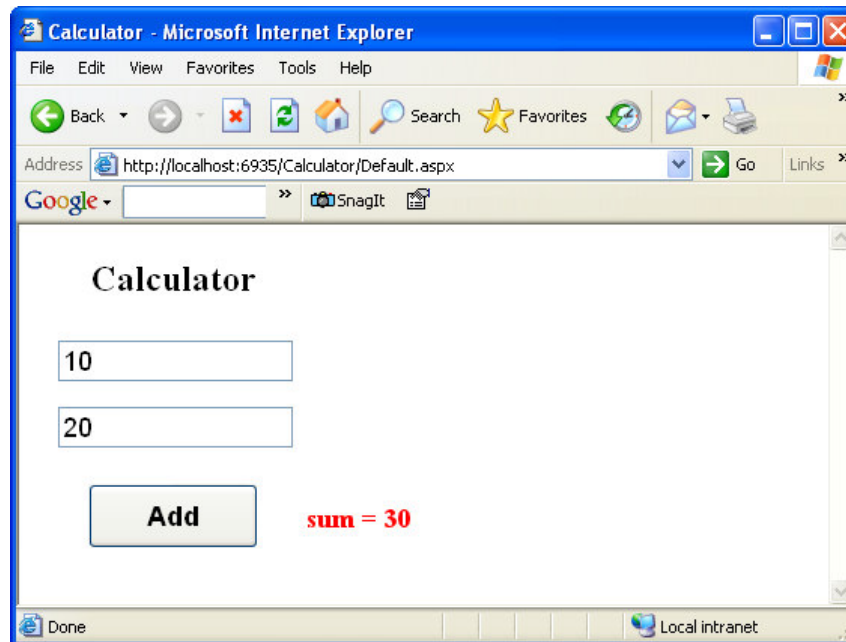 Calculator - Microsoft Internet Explorer
File Edit View Favorites Tools Help
Back Search Favorites
Address http://localhost:6935/Calculator/Default.aspx Go Links »
Google » SnagIt
Calculator
10
20
Add sum = 30
Done Local intranet